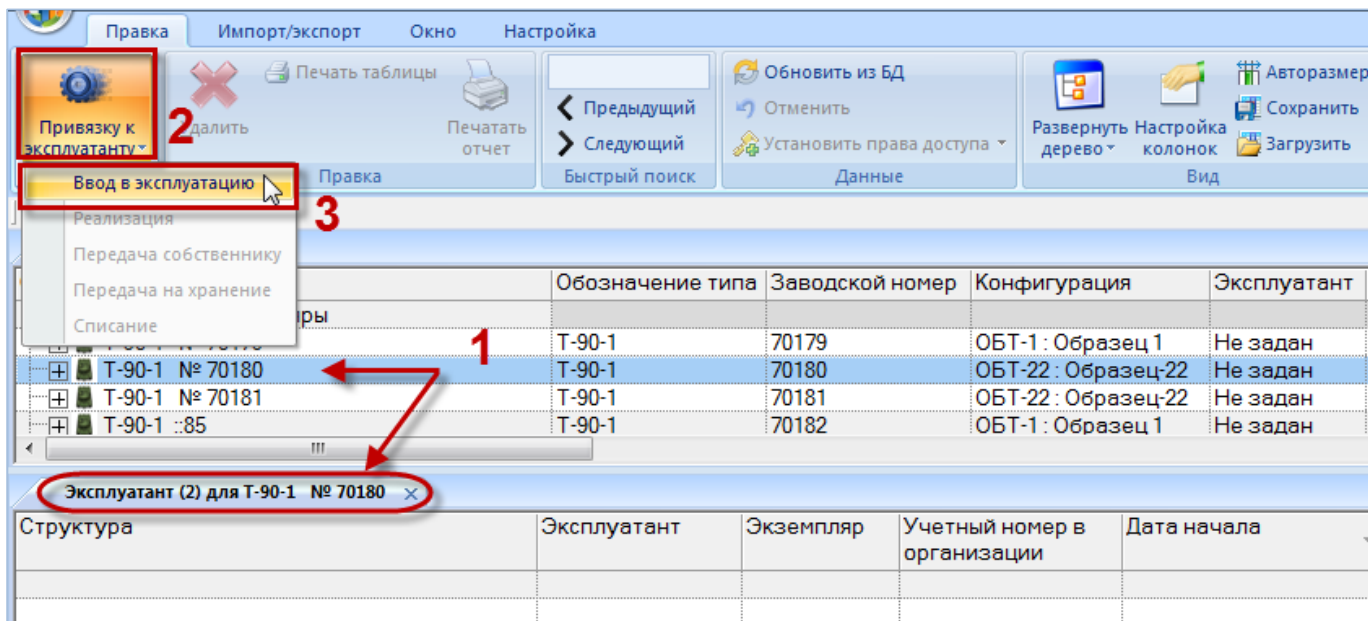 Правка Импорт/экспорт Окно Настройка
Привязку к эксплуатанту
2
далить
Печать таблицы
Печатать отчет
Правка
Предыдущий
Следующий
Быстрый поиск
Обновить из БД
Отменить
Установить права доступа
Данные
Развернуть дерево
Настройка колонок
Авторазмер
Сохранить
Загрузить
Вид
Ввод в эксплуатацию
3
Реализация
Передача собственнику
Передача на хранение
Списание
Обозначение типа Заводской номер Конфигурация Эксплуатант
ры
1
Т-90-1 70179 ОБТ-1 : Образец 1 Не задан
Т-90-1 № 70180 Т-90-1 70180 ОБТ-22 : Образец-22 Не задан
Т-90-1 № 70181 Т-90-1 70181 ОБТ-22 : Образец-22 Не задан
Т-90-1 ::85 Т-90-1 70182 ОБТ-1 : Образец 1 Не задан
Эксплуатант (2) для Т-90-1 № 70180
Структура Эксплуатант Экземпляр Учетный номер в организации Дата начала